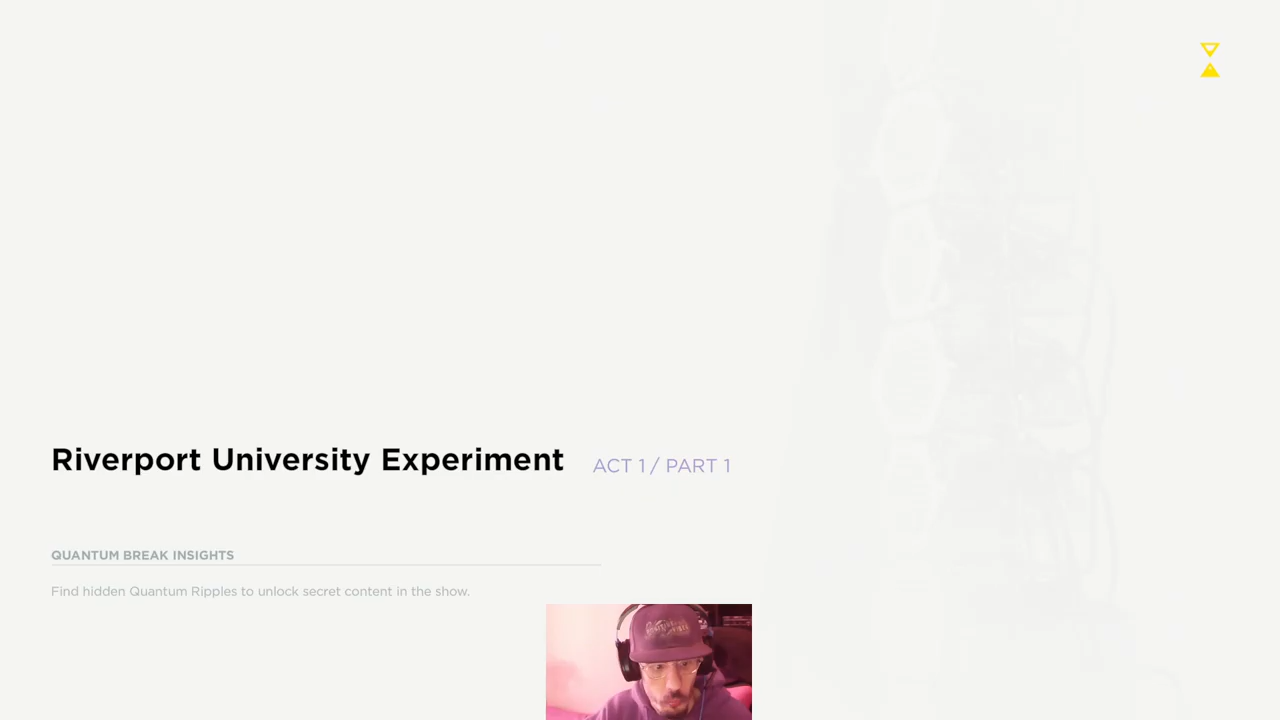 Riverport University Experiment ACT 1 / PART 1
QUANTUM BREAK INSIGHTS
Find hidden Quantum Ripples to unlock secret content in the show.